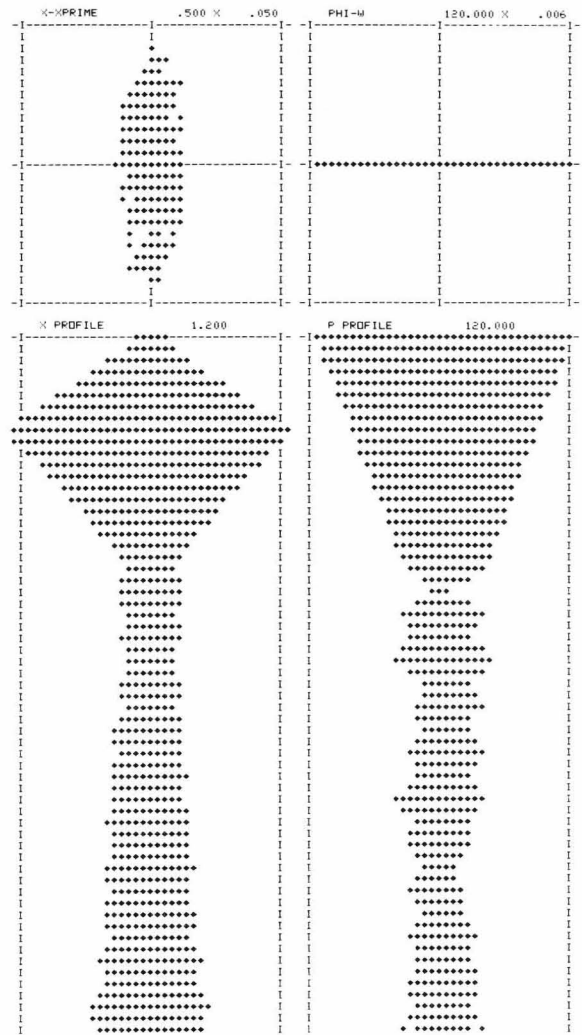 X-XPRIME .500 X .050
PHI-W 120.000 X .006
X PROFILE 1.200
P PROFILE 120.000